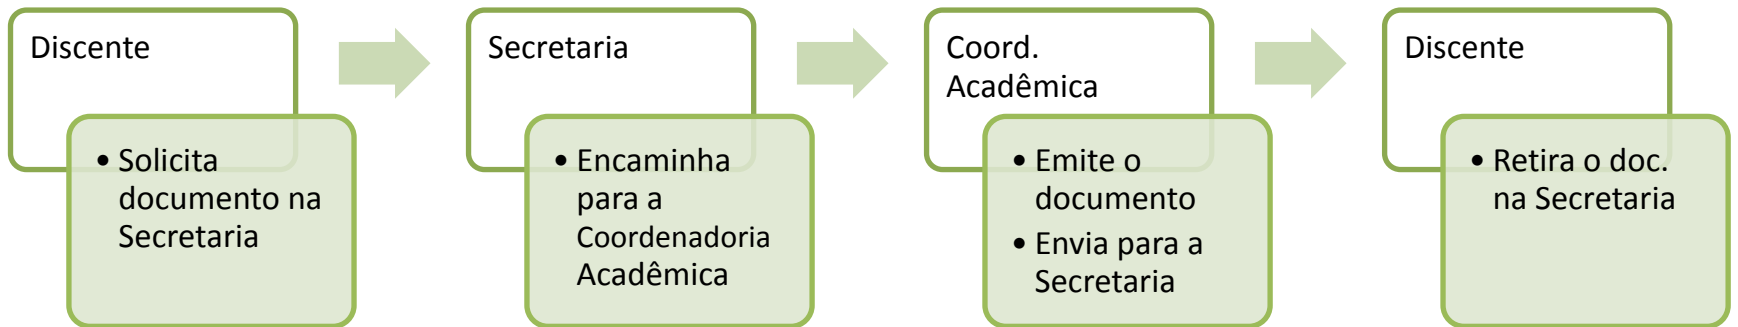 Discente
• Solicita
documento na
Secretaria
Secretaria
• Encaminha
para a
Coordenadoria
Acadêmica
Coord.
Acadêmica
• Emite o
documento
• Envia para a
Secretaria
Discente
• Retira o doc.
na Secretaria